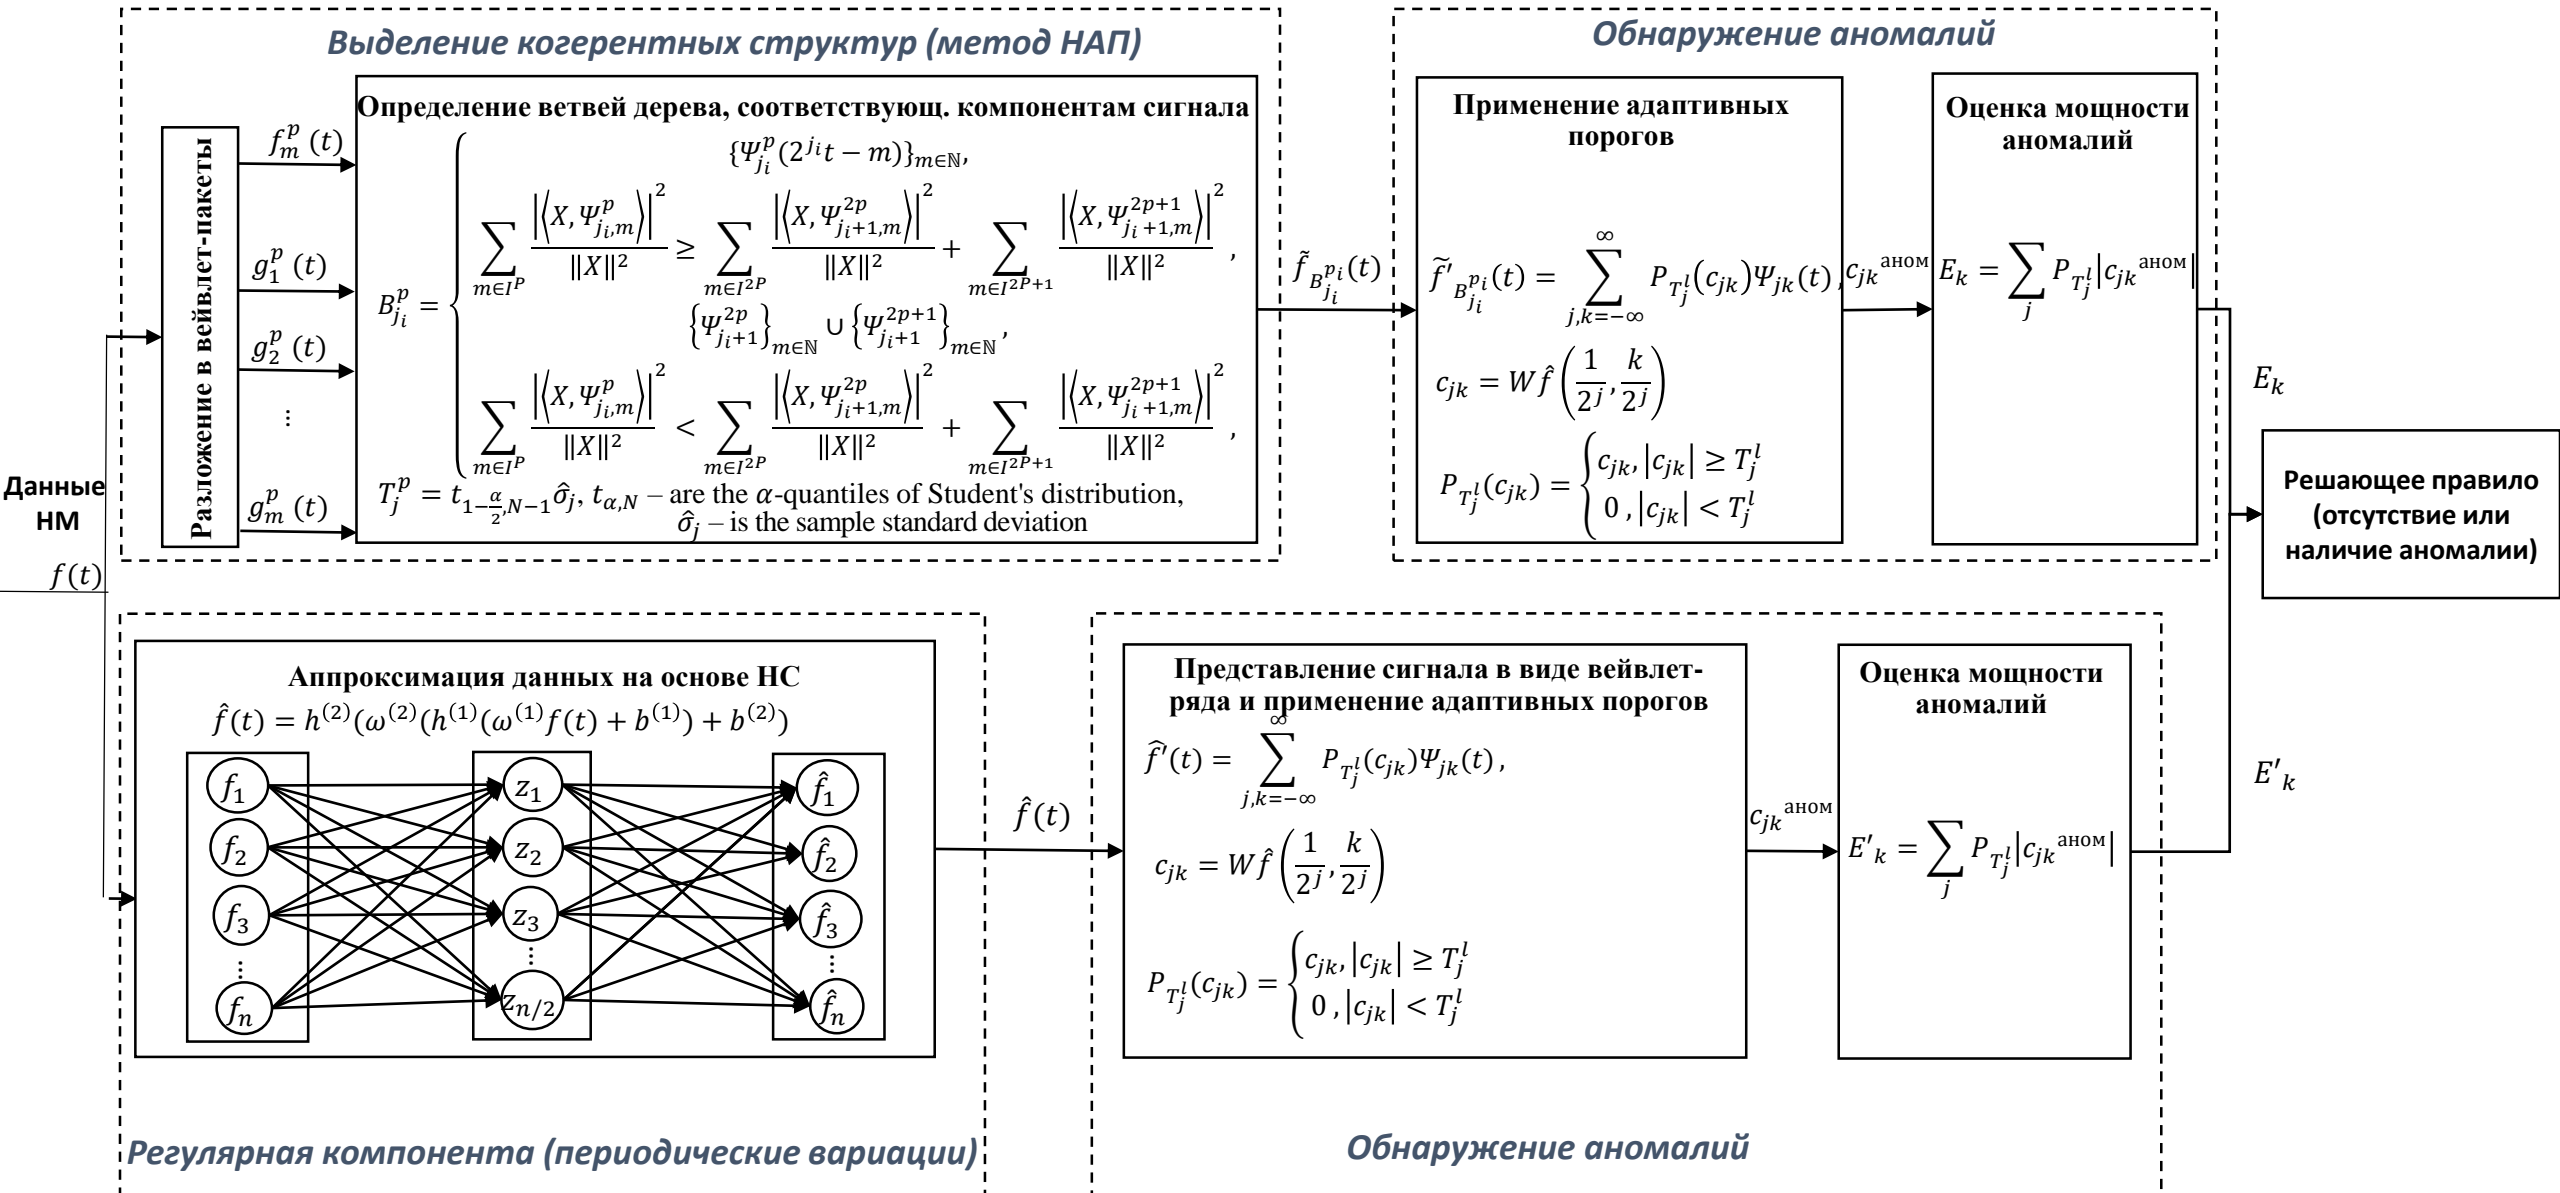 Выделение когерентных структур (метод НАП)
Обнаружение аномалий
Данные
НМ
f(t)
Разложение в вейвлет-пакеты
f_m^p (t)
g_1^p (t)
g_2^p (t)
⋮
g_m^p (t)
Определение ветвей дерева, соответствующ. компонентам сигнала
{Ψ_{j_i}^p(2^{j_i}t − m)}_{m∈ℕ},
∑_{m∈I^P} |⟨X, Ψ_{j_i,m}^p⟩|^2 / ‖X‖^2 ≥ ∑_{m∈I^{2P}} |⟨X, Ψ_{j_i+1,m}^{2p}⟩|^2 / ‖X‖^2 + ∑_{m∈I^{2P+1}} |⟨X, Ψ_{j_i+1,m}^{2p+1}⟩|^2 / ‖X‖^2 ,
B_{j_i}^p = {
{Ψ_{j_i+1}^{2p}}_{m∈ℕ} ∪ {Ψ_{j_i+1}^{2p+1}}_{m∈ℕ} ,
∑_{m∈I^P} |⟨X, Ψ_{j_i,m}^p⟩|^2 / ‖X‖^2 < ∑_{m∈I^{2P}} |⟨X, Ψ_{j_i+1,m}^{2p}⟩|^2 / ‖X‖^2 + ∑_{m∈I^{2P+1}} |⟨X, Ψ_{j_i+1,m}^{2p+1}⟩|^2 / ‖X‖^2 ,
T_j^p = t_{1−α/2,N−1} σ̂_j, t_{α,N} – are the α-quantiles of Student's distribution,
σ̂_j – is the sample standard deviation
f̃_{B_{j_i}^{p_i}}(t)
Применение адаптивных
порогов
f̃′_{B_{j_i}^{p_i}}(t) = ∑_{j,k=−∞}^{∞} P_{T_j^l}(c_{jk})Ψ_{jk}(t) ,
c_{jk} = Wf̂(1/2^j, k/2^j)
P_{T_j^l}(c_{jk}) = { c_{jk}, |c_{jk}| ≥ T_j^l
0 , |c_{jk}| < T_j^l
c_{jk}^{аном}
Оценка мощности
аномалий
E_k = ∑_j P_{T_j^l}|c_{jk}^{аном}|
E_k
Решающее правило
(отсутствие или
наличие аномалии)
Аппроксимация данных на основе НС
f̂(t) = h^{(2)}(ω^{(2)}(h^{(1)}(ω^{(1)}f(t) + b^{(1)}) + b^{(2)})
f_1 z_1 f̂_1
f_2 z_2 f̂_2
f_3 z_3 f̂_3
⋮ ⋮ ⋮
f_n z_{n/2} f̂_n
f̂(t)
Представление сигнала в виде вейвлет-
ряда и применение адаптивных порогов
f̂′(t) = ∑_{j,k=−∞}^{∞} P_{T_j^l}(c_{jk})Ψ_{jk}(t) ,
c_{jk} = Wf̂(1/2^j, k/2^j)
P_{T_j^l}(c_{jk}) = { c_{jk}, |c_{jk}| ≥ T_j^l
0 , |c_{jk}| < T_j^l
c_{jk}^{аном}
Оценка мощности
аномалий
E′_k = ∑_j P_{T_j^l}|c_{jk}^{аном}|
E′_k
Регулярная компонента (периодические вариации)
Обнаружение аномалий